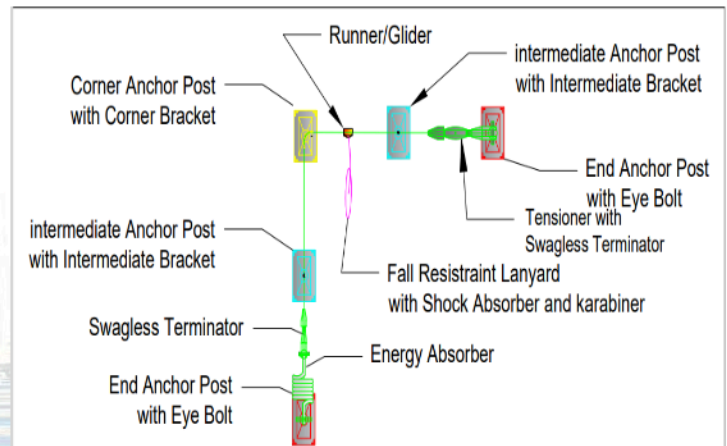 Runner/Glider
intermediate Anchor Post
with Intermediate Bracket
Corner Anchor Post
with Corner Bracket
End Anchor Post
with Eye Bolt
Tensioner with
Swagless Terminator
intermediate Anchor Post
with Intermediate Bracket
Fall Resistraint Lanyard
with Shock Absorber and karabiner
Swagless Terminator
Energy Absorber
End Anchor Post
with Eye Bolt